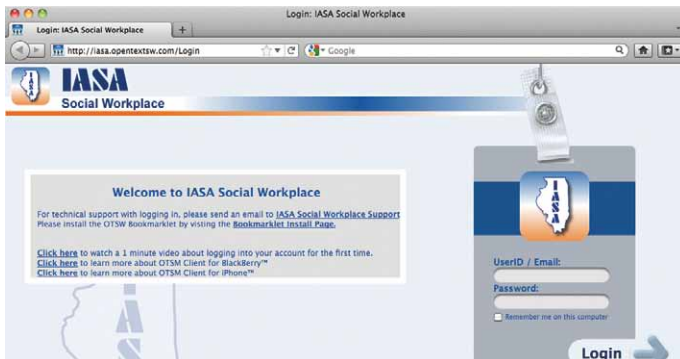 Login: IASA Social Workplace
Login: IASA Social Workplace
http://iasa.opentextsw.com/Login
Google
IASA
IASA
Social Workplace
Welcome to IASA Social Workplace
For technical support with logging in, please send an email to IASA Social Workplace Support
Please install the OTSW Bookmarklet by visiting the Bookmarklet Install Page.
Click here to watch a 1 minute video about logging into your account for the first time.
Click here to learn more about OTSM Client for BlackBerry™
Click here to learn more about OTSM Client for iPhone™
IASA
UserID / Email:
Password:
Remember me on this computer
Login